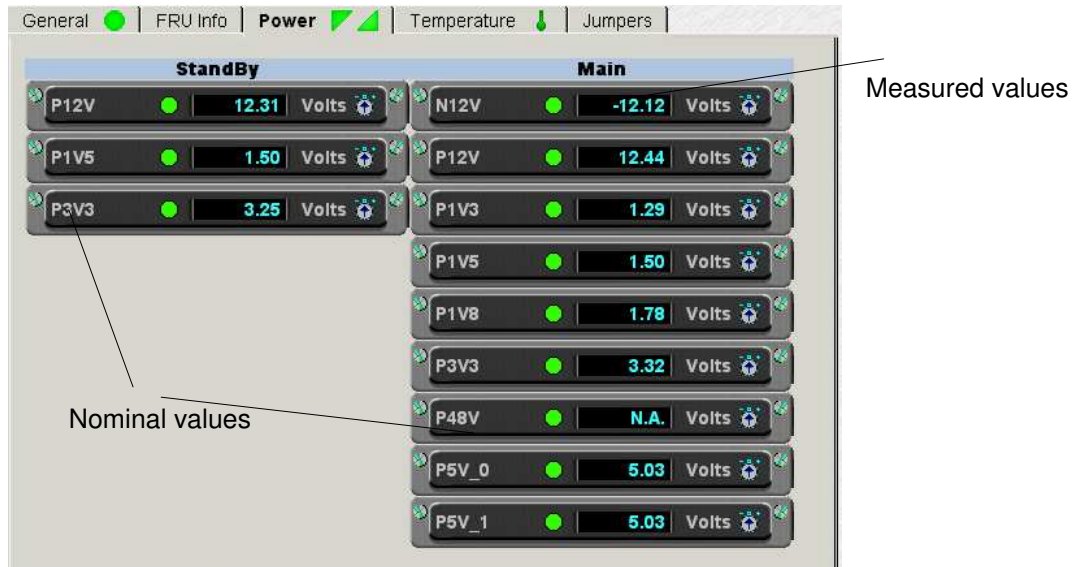 General FRU Info Power Temperature Jumpers
StandBy Main
P12V 12.31 Volts N12V -12.12 Volts
Measured values
P1V5 1.50 Volts P12V 12.44 Volts
P3V3 3.25 Volts P1V3 1.29 Volts
P1V5 1.50 Volts
P1V8 1.78 Volts
P3V3 3.32 Volts
Nominal values
P48V N.A. Volts
P5V_0 5.03 Volts
P5V_1 5.03 Volts